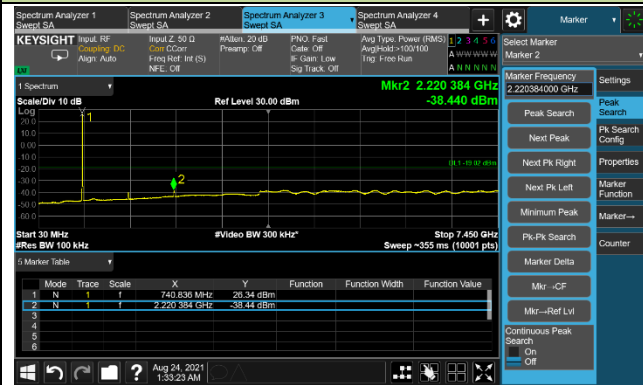 Spectrum Analyzer 1 Spectrum Analyzer 2 Spectrum Analyzer 3 Spectrum Analyzer 4
Swept SA Swept SA Swept SA Swept SA
+
Marker
KEYSIGHT Input: RF Input Z: 50 Ω #Atten: 20 dB PNO: Fast Avg Type: Power (RMS) 1 2 3 4 5 6
Coupling: DC Corr CCorr Preamp: Off Gate: Off Avg|Hold:>100/100 A W W W W W
Align: Auto Freq Ref: Int (S) IF Gain: Low Trig: Free Run
NFE: Off Sig Track: Off A N N N N N
1 Spectrum
Mkr2 2.220 384 GHz
Scale/Div 10 dB Ref Level 30.00 dBm -38.440 dBm
Log
20.0
10.0
0.00
-10.0
-20.0
-30.0
-40.0
-50.0
-60.0
1
2
DL1 -19.02 dBm
Start 30 MHz #Video BW 300 kHz* Stop 7.450 GHz
#Res BW 100 kHz Sweep ~355 ms (10001 pts)
5 Marker Table
Mode Trace Scale X Y Function Function Width Function Value
1 N 1 f 740.836 MHz 26.34 dBm
2 N 1 f 2.220 384 GHz -38.44 dBm
3
4
5
6
Aug 24, 2021
1:33:23 AM
Select Marker
Marker 2
Marker Frequency
2.220384000 GHz
Peak Search
Next Peak
Next Pk Right
Next Pk Left
Minimum Peak
Pk-Pk Search
Marker Delta
Mkr→CF
Mkr→Ref Lvl
Continuous Peak
Search
On
Off
Settings
Peak
Search
Pk Search
Config
Properties
Marker
Function
Marker→
Counter